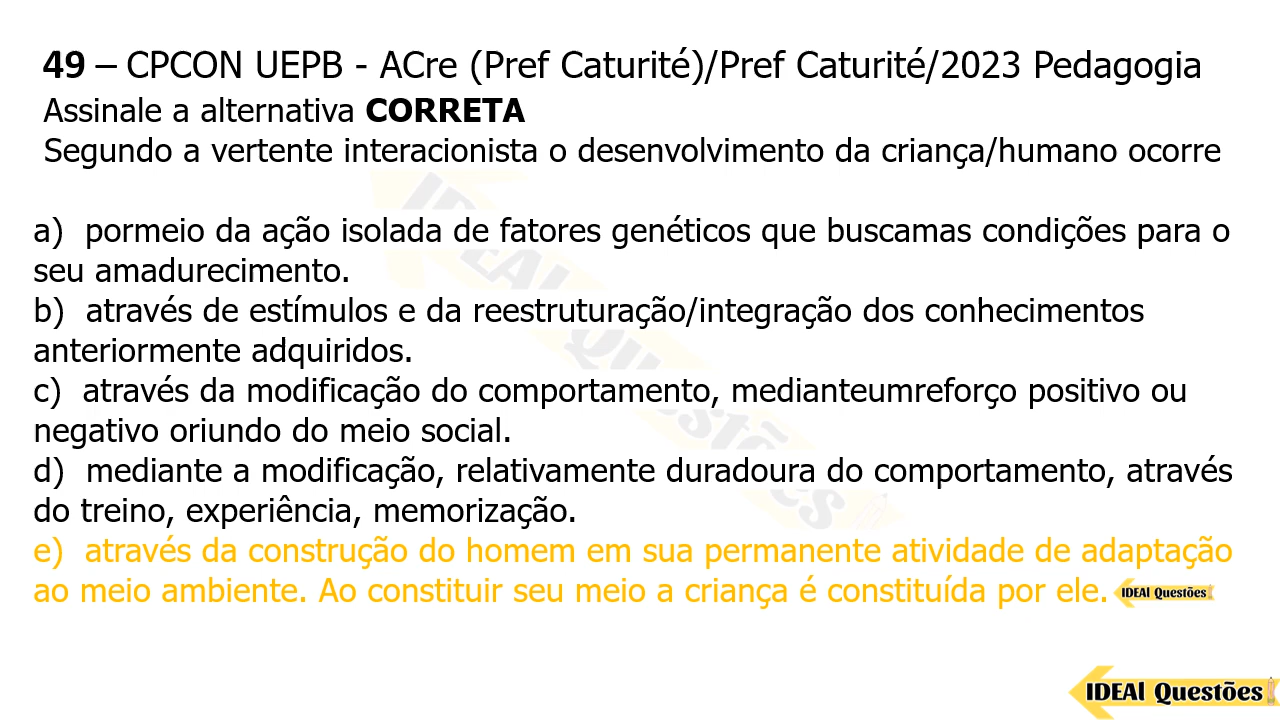 49 – CPCON UEPB - ACre (Pref Caturité)/Pref Caturité/2023 Pedagogia
Assinale a alternativa CORRETA
Segundo a vertente interacionista o desenvolvimento da criança/humano ocorre
a) pormeio da ação isolada de fatores genéticos que buscamas condições para o
seu amadurecimento.
b) através de estímulos e da reestruturação/integração dos conhecimentos
anteriormente adquiridos.
c) através da modificação do comportamento, medianteumreforço positivo ou
negativo oriundo do meio social.
d) mediante a modificação, relativamente duradoura do comportamento, através
do treino, experiência, memorização.
e) através da construção do homem em sua permanente atividade de adaptação
ao meio ambiente. Ao constituir seu meio a criança é constituída por ele. IDEAl Questões
IDEAl Questões
IDEAl Questões